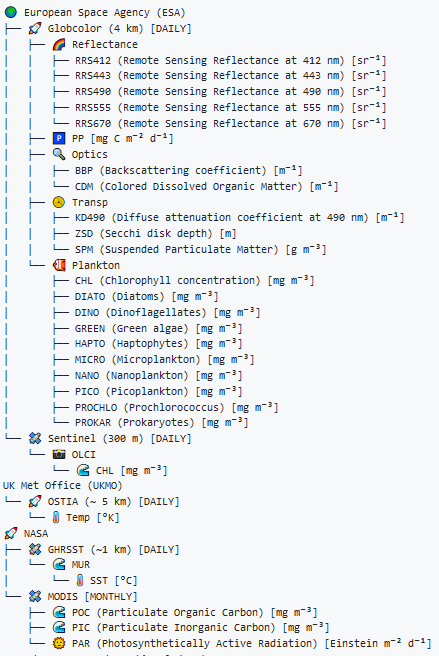 European Space Agency (ESA)
Globcolor (4 km) [DAILY]
Reflectance
RRS412 (Remote Sensing Reflectance at 412 nm) [sr⁻¹]
RRS443 (Remote Sensing Reflectance at 443 nm) [sr⁻¹]
RRS490 (Remote Sensing Reflectance at 490 nm) [sr⁻¹]
RRS555 (Remote Sensing Reflectance at 555 nm) [sr⁻¹]
RRS670 (Remote Sensing Reflectance at 670 nm) [sr⁻¹]
P PP [mg C m⁻² d⁻¹]
Optics
BBP (Backscattering coefficient) [m⁻¹]
CDM (Colored Dissolved Organic Matter) [m⁻¹]
Transp
KD490 (Diffuse attenuation coefficient at 490 nm) [m⁻¹]
ZSD (Secchi disk depth) [m]
SPM (Suspended Particulate Matter) [g m⁻³]
Plankton
CHL (Chlorophyll concentration) [mg m⁻³]
DIATO (Diatoms) [mg m⁻³]
DINO (Dinoflagellates) [mg m⁻³]
GREEN (Green algae) [mg m⁻³]
HAPTO (Haptophytes) [mg m⁻³]
MICRO (Microplankton) [mg m⁻³]
NANO (Nanoplankton) [mg m⁻³]
PICO (Picoplankton) [mg m⁻³]
PROCHLO (Prochlorococcus) [mg m⁻³]
PROKAR (Prokaryotes) [mg m⁻³]
Sentinel (300 m) [DAILY]
OLCI
CHL [mg m⁻³]
UK Met Office (UKMO)
OSTIA (~ 5 km) [DAILY]
Temp [°K]
NASA
GHRSST (~1 km) [DAILY]
MUR
SST [°C]
MODIS [MONTHLY]
POC (Particulate Organic Carbon) [mg m⁻³]
PIC (Particulate Inorganic Carbon) [mg m⁻³]
PAR (Photosynthetically Active Radiation) [Einstein m⁻² d⁻¹]